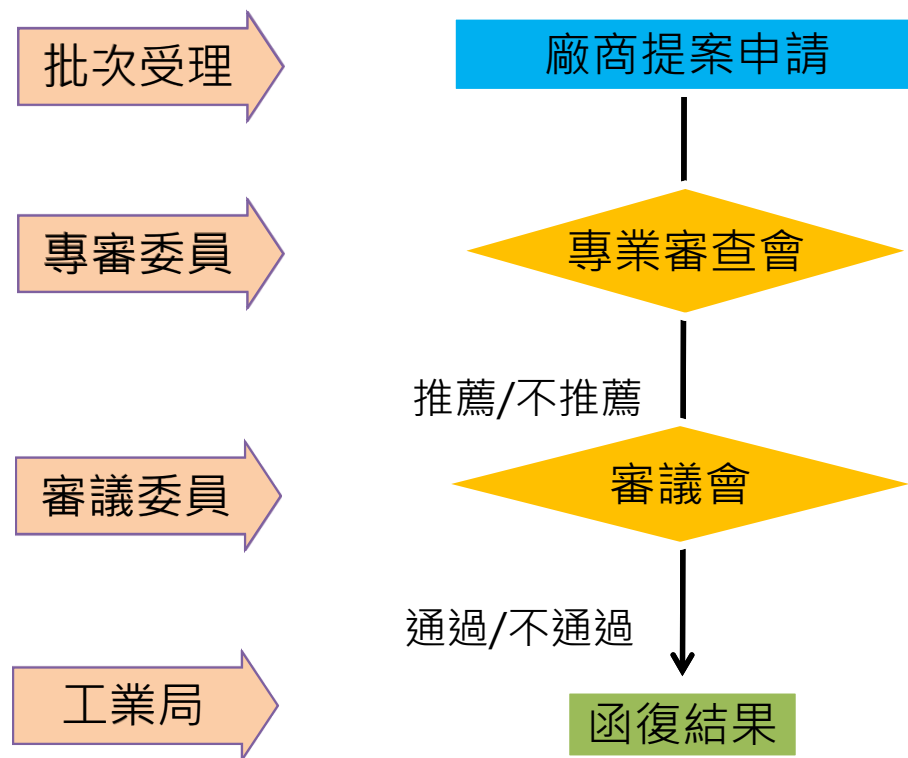 批次受理
廠商提案申請
專審委員
專業審查會
推薦/不推薦
審議委員
審議會
通過/不通過
工業局
函復結果